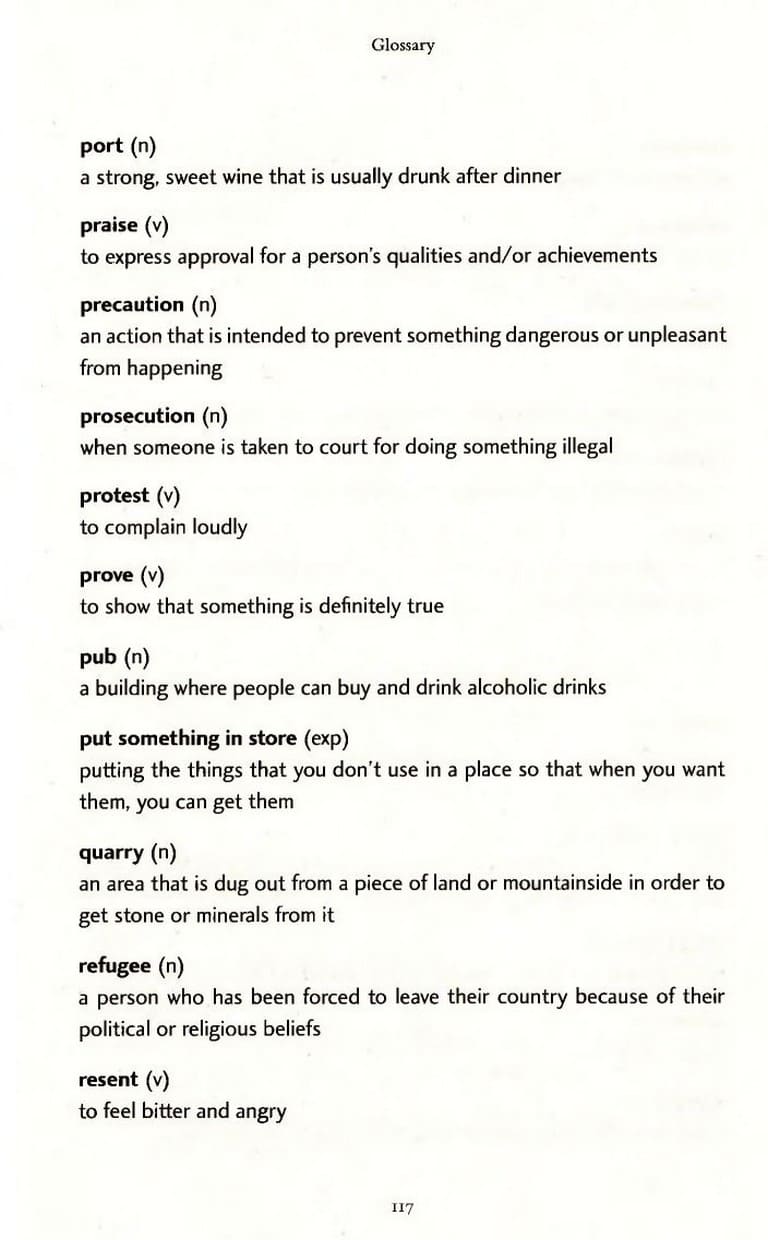 Glossary
port (n)
a strong, sweet wine that is usually drunk after dinner
praise (v)
to express approval for a person's qualities and/or achievements
precaution (n)
an action that is intended to prevent something dangerous or unpleasant
from happening
prosecution (n)
when someone is taken to court for doing something illegal
protest (v)
to complain loudly
prove (v)
to show that something is definitely true
pub (n)
a building where people can buy and drink alcoholic drinks
put something in store (exp)
putting the things that you don't use in a place so that when you want
them, you can get them
quarry (n)
an area that is dug out from a piece of land or mountainside in order to
get stone or minerals from it
refugee (n)
a person who has been forced to leave their country because of their
political or religious beliefs
resent (v)
to feel bitter and angry
117